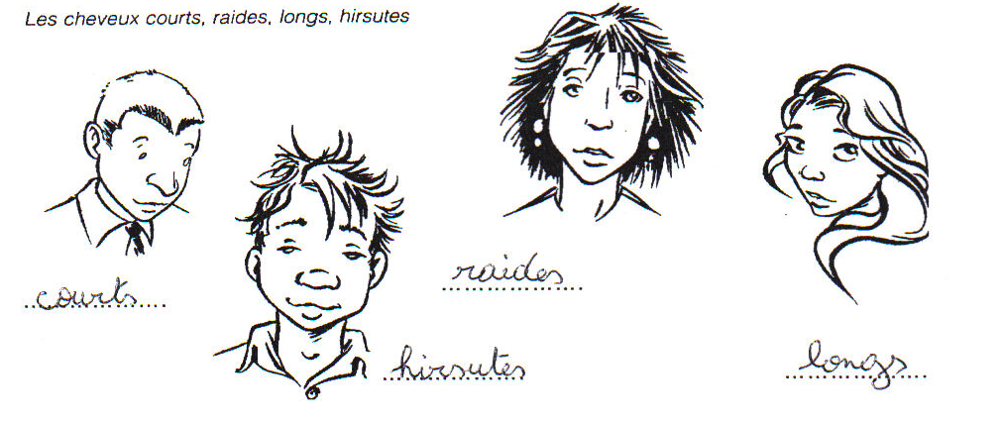 Les cheveux courts, raides, longs, hirsutes
courts
raides
hirsutes
longs